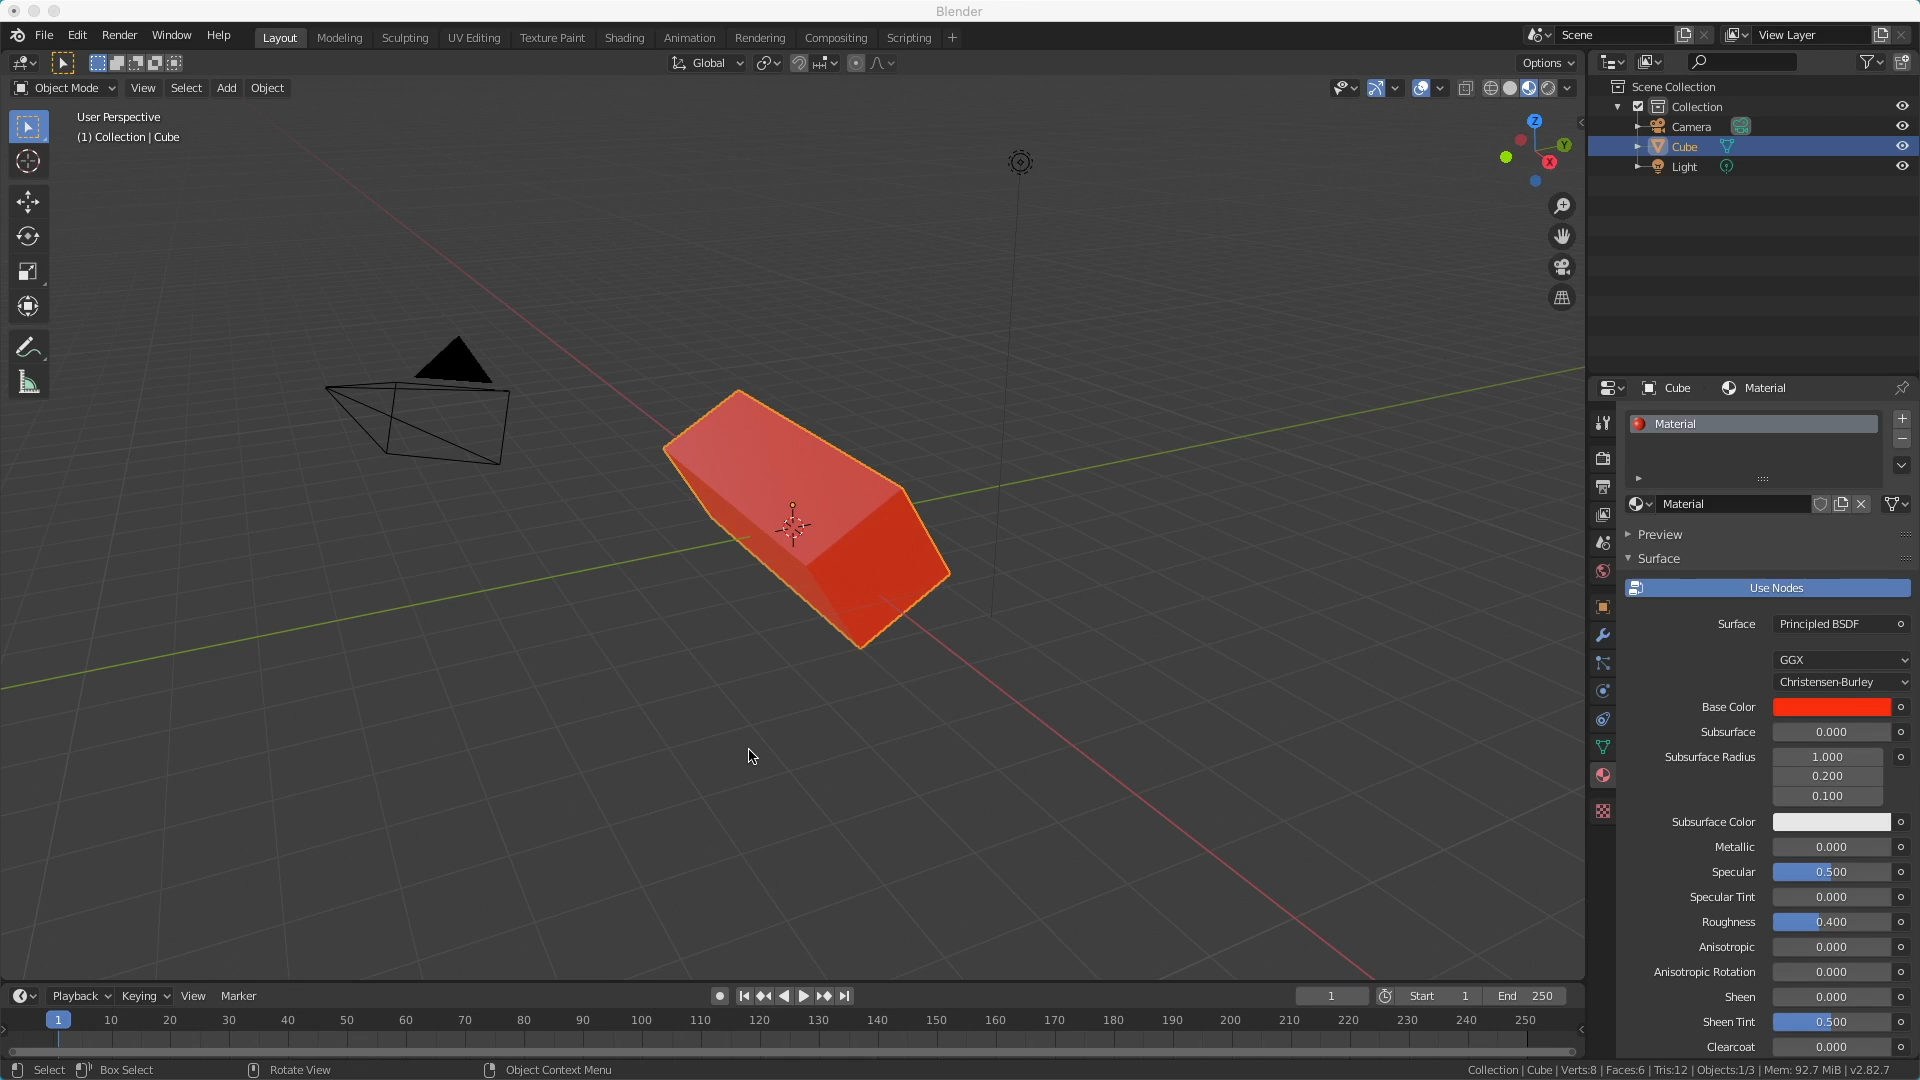 Blender
File Edit Render Window Help Layout Modeling Sculpting UV Editing Texture Paint Shading Animation Rendering Compositing Scripting + Scene View Layer
Global Options
Object Mode View Select Add Object
User Perspective
(1) Collection | Cube
Z
Y
X
Scene Collection
Collection
Camera
Cube
Light
Cube Material
Material
Material
Preview
Surface
Use Nodes
Surface Principled BSDF
GGX
Christensen-Burley
Base Color
Subsurface 0.000
Subsurface Radius 1.000
0.200
0.100
Subsurface Color
Metallic 0.000
Specular 0.500
Specular Tint 0.000
Roughness 0.400
Anisotropic 0.000
Anisotropic Rotation 0.000
Sheen 0.000
Sheen Tint 0.500
Clearcoat 0.000
Playback Keying View Marker 1 Start 1 End 250
1 10 20 30 40 50 60 70 80 90 100 110 120 130 140 150 160 170 180 190 200 210 220 230 240 250
Select Box Select Rotate View Object Context Menu Collection | Cube | Verts:8 | Faces:6 | Tris:12 | Objects:1/3 | Mem: 92.7 MiB | v2.82.7